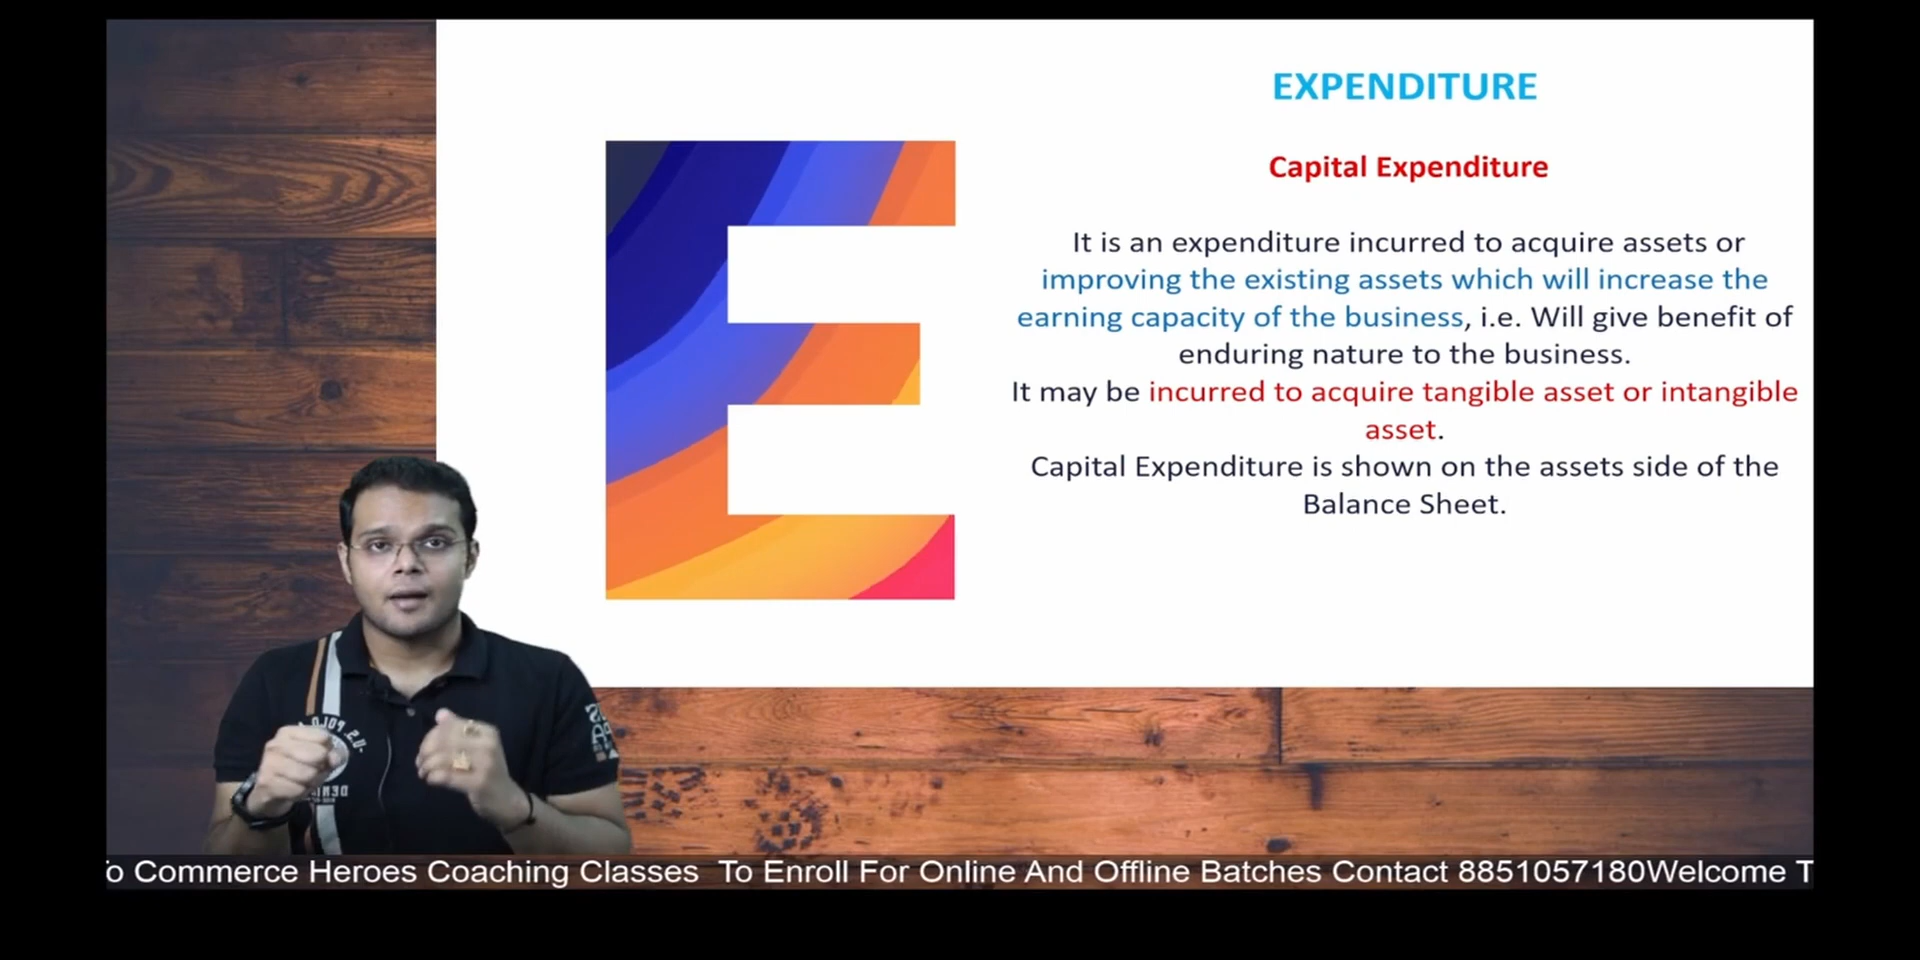 EXPENDITURE
Capital Expenditure
It is an expenditure incurred to acquire assets or
improving the existing assets which will increase the
earning capacity of the business, i.e. Will give benefit of
enduring nature to the business.
It may be incurred to acquire tangible asset or intangible
asset.
Capital Expenditure is shown on the assets side of the
Balance Sheet.
E
o Commerce Heroes Coaching Classes To Enroll For Online And Offline Batches Contact 8851057180Welcome T